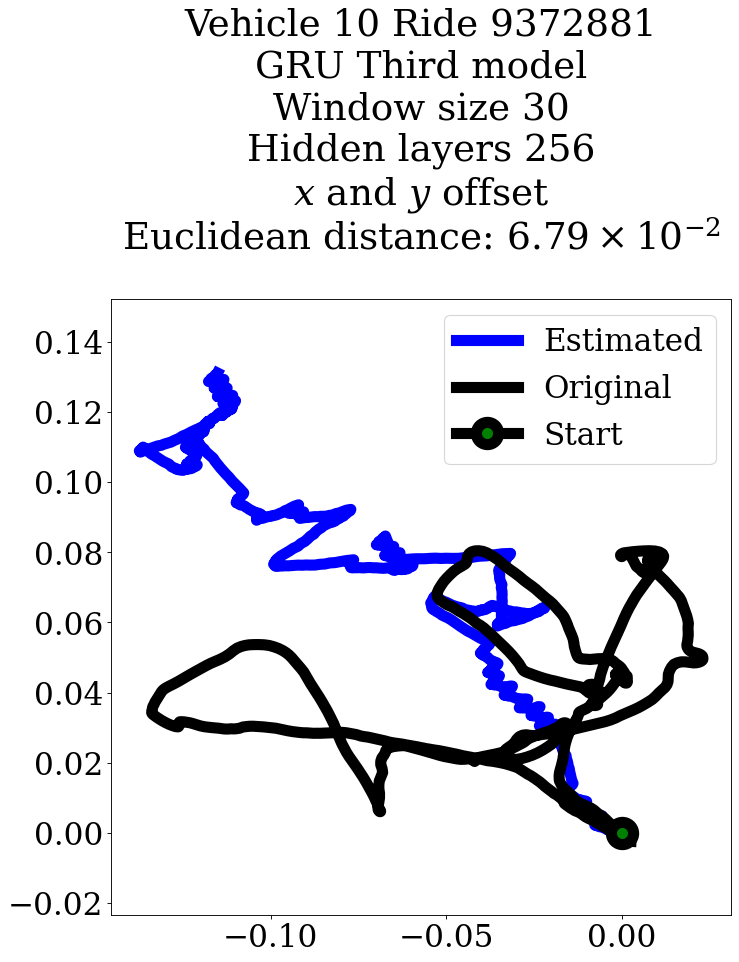 Vehicle 10 Ride 9372881
GRU Third model
Window size 30
Hidden layers 256
x and y offset
Euclidean distance: 6.79 × 10⁻²
Estimated
Original
Start
0.14
0.12
0.10
0.08
0.06
0.04
0.02
0.00
−0.02
−0.10 −0.05 0.00